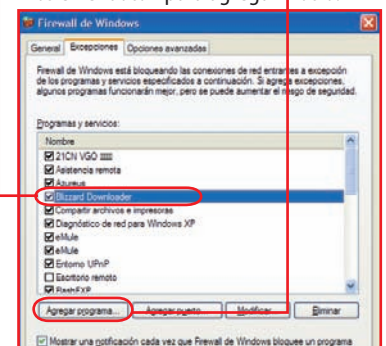 Firewall de Windows
General Excepciones Opciones avanzadas
Firewall de Windows está bloqueando las conexiones de red entrantes a excepción
de los programas y servicios especificados a continuación. Si agrega excepciones,
algunos programas funcionarán mejor, pero se puede aumentar el riesgo de seguridad.
Programas y servicios:
Nombre
21CN VGO
Asistencia remota
Azureus
Blizzard Downloader
Compartir archivos e impresoras
Diagnóstico de red para Windows XP
eMule
eMule
Entorno UPnP
Escritorio remoto
FlashFXP
Agregar programa... Agregar puerto... Modificar... Eliminar
Mostrar una notificación cada vez que Firewall de Windows bloquee un programa